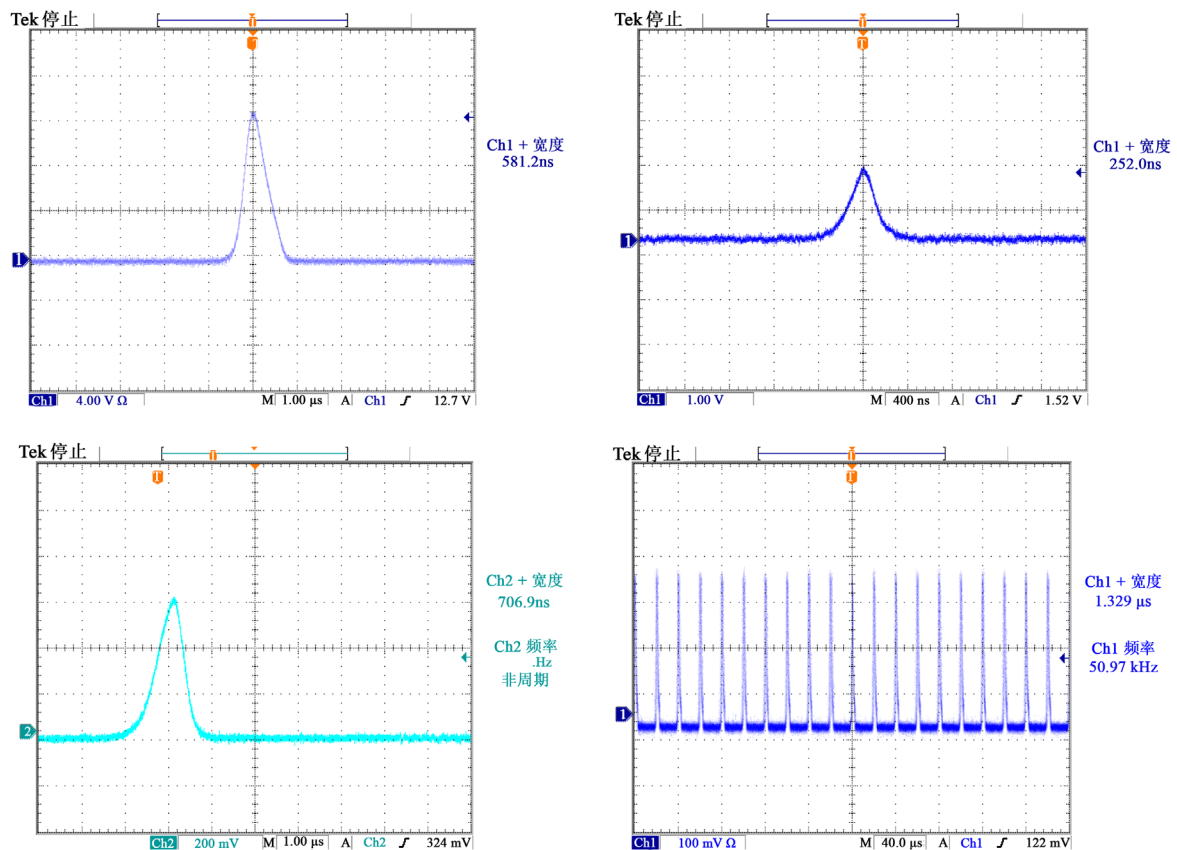 Tek 停止
T
T
1
Ch1 + 宽度
581.2ns
Ch1 4.00 V Ω M 1.00 μs A Ch1 12.7 V
Tek 停止
T
T
1
Ch1 + 宽度
252.0ns
Ch1 1.00 V M 400 ns A Ch1 1.52 V
Tek 停止
T
T
2
Ch2 + 宽度
706.9ns
Ch2 频率
.Hz
非周期
Ch2 200 mV M 1.00 μs A Ch2 324 mV
Tek 停止
T
T
1
Ch1 + 宽度
1.329 μs
Ch1 频率
50.97 kHz
Ch1 100 mV Ω M 40.0 μs A Ch1 122 mV